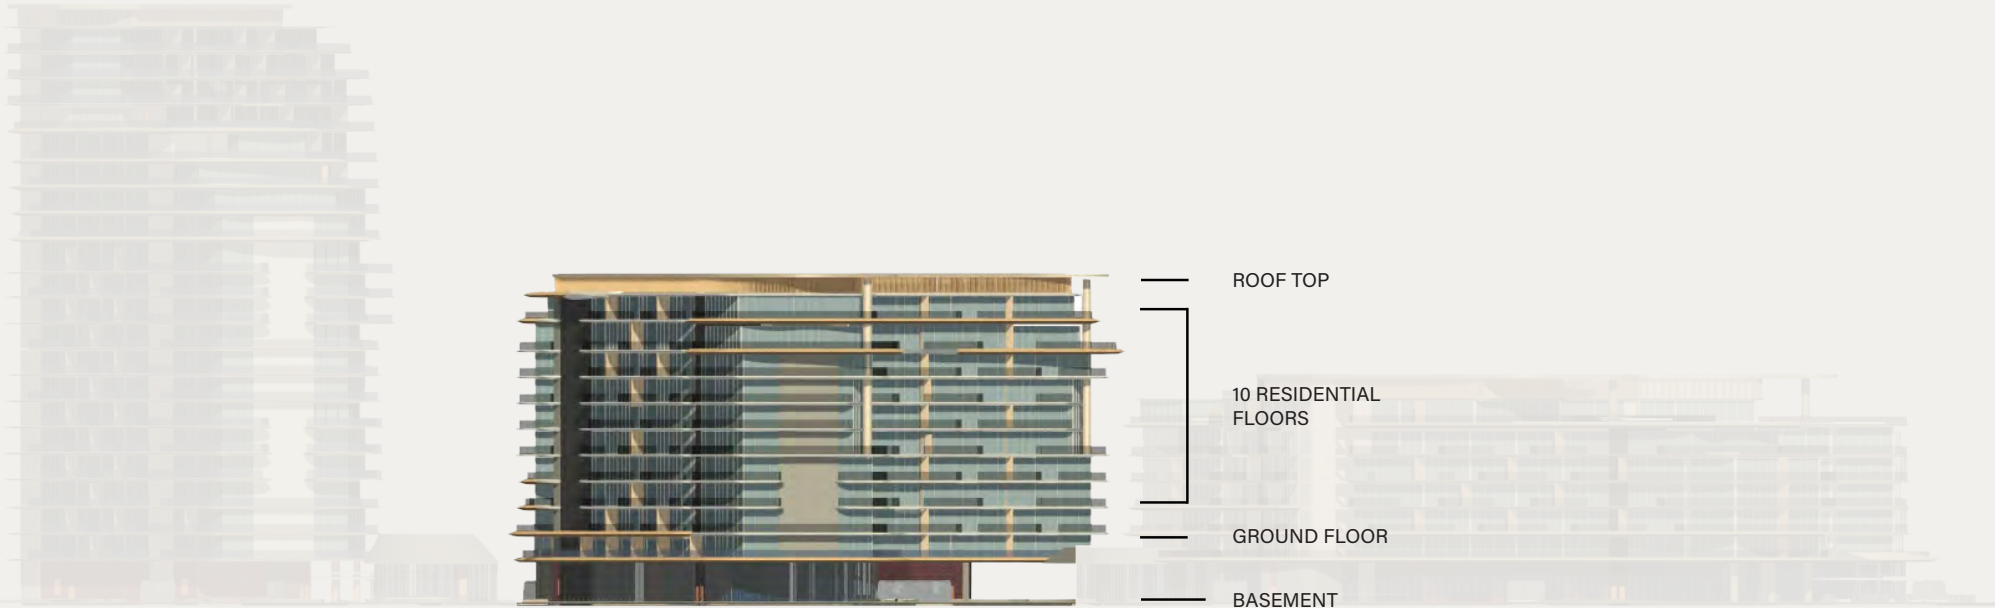 ROOF TOP
10 RESIDENTIAL
FLOORS
GROUND FLOOR
BASEMENT